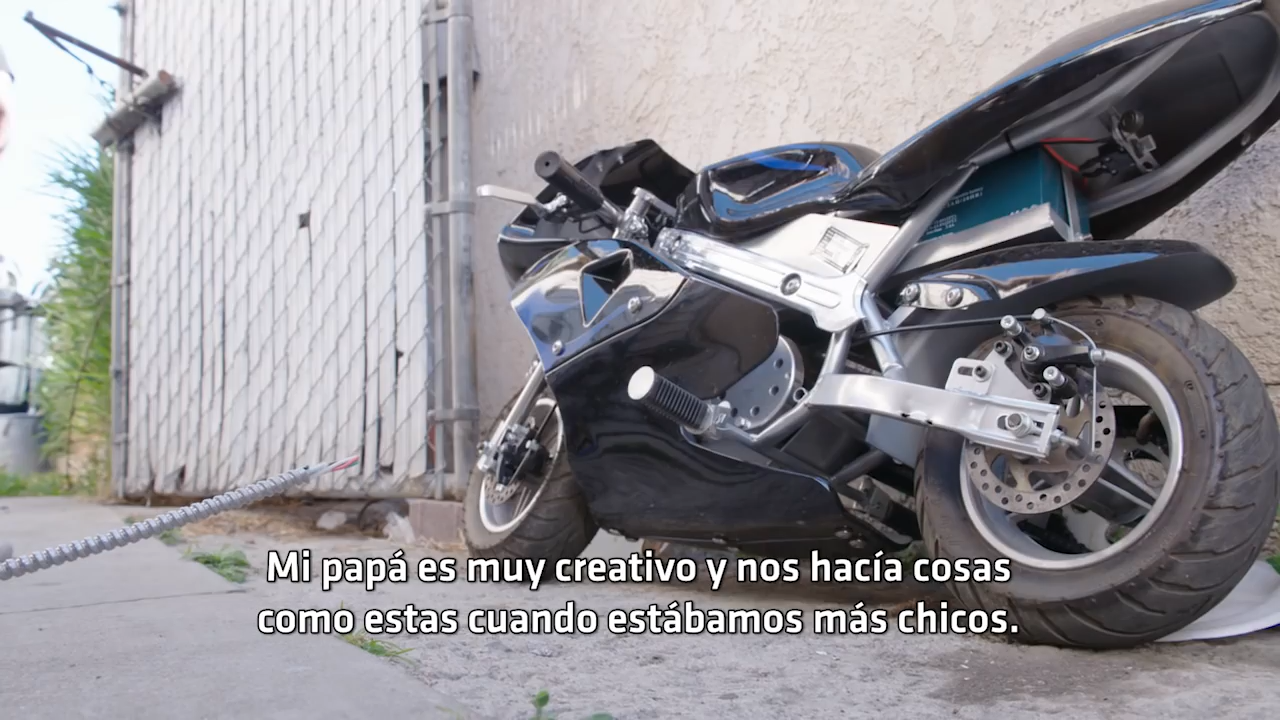 Mi papá es muy creativo y nos hacía cosas
como estas cuando estábamos más chicos.